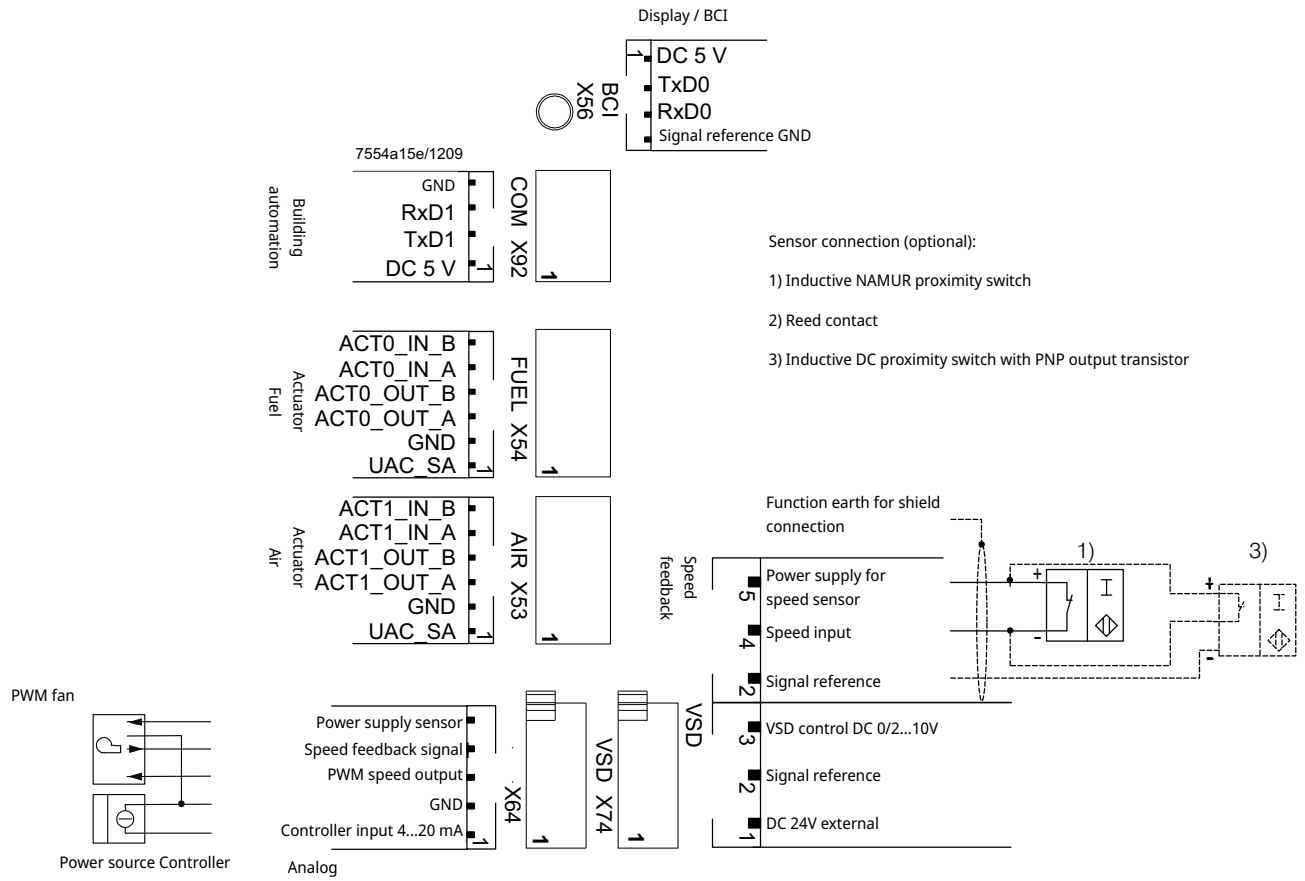 Display / BCI
1
DC 5 V
TxD0
RxD0
Signal reference GND
BCI
X56
7554a15e/1209
Building
automation
GND
RxD1
TxD1
DC 5 V
1
COM X92
1
Sensor connection (optional):
1) Inductive NAMUR proximity switch
2) Reed contact
3) Inductive DC proximity switch with PNP output transistor
Actuator
Fuel
ACT0_IN_B
ACT0_IN_A
ACT0_OUT_B
ACT0_OUT_A
GND
UAC_SA
1
FUEL X54
1
Actuator
Air
ACT1_IN_B
ACT1_IN_A
ACT1_OUT_B
ACT1_OUT_A
GND
UAC_SA
1
AIR X53
1
Function earth for shield
connection
Speed
feedback
5
Power supply for
speed sensor
4
Speed input
2
Signal reference
1)
+
-
3)
+
-
PWM fan
Power source Controller
Power supply sensor
Speed feedback signal
PWM speed output
GND
Controller input 4...20 mA
1
Analog
X64
1
VSD X74
1
VSD
3
VSD control DC 0/2...10V
2
Signal reference
1
DC 24V external